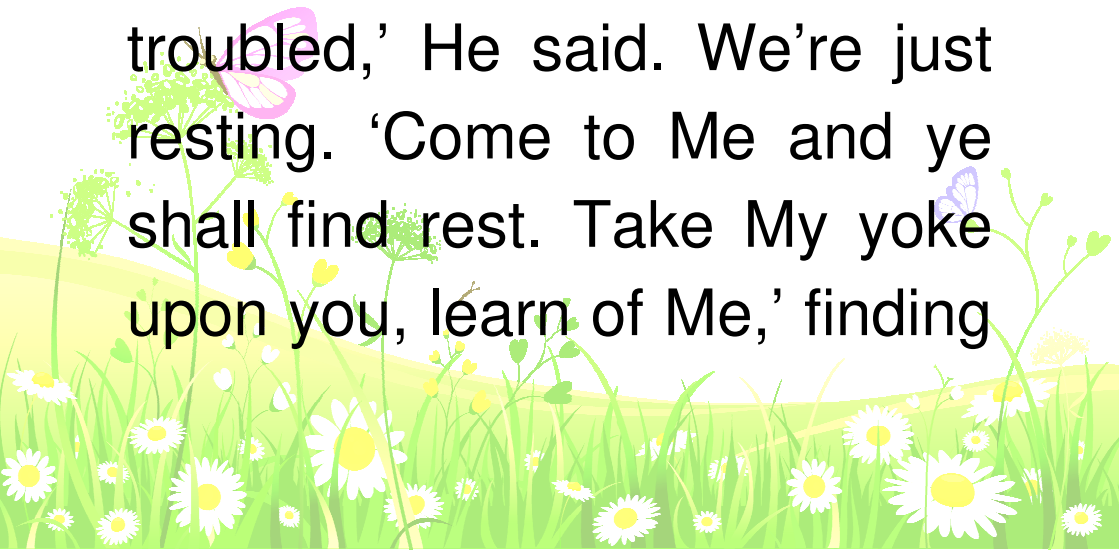 troubled,’ He said. We’re just
resting. ‘Come to Me and ye
shall find rest. Take My yoke
upon you, learn of Me,’ finding